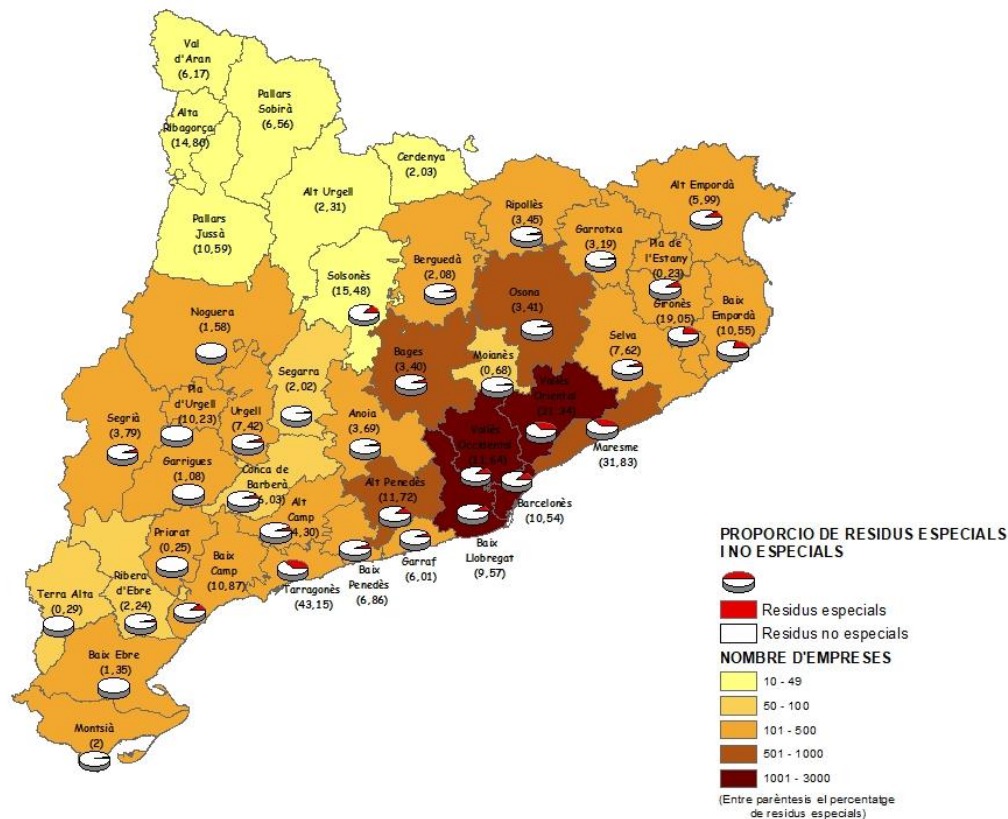 Val
d'Aran
(6,17)
Pallars
Sobirà
(6,56)
Alta
Ribagorça
(14,80)
Cerdenya
(2,03)
Alt Urgell
(2,31)
Pallars
Jussà
(10,59)
Alt Empordà
(5,99)
Ripollès
(3,45)
Garrotxa
(3,19)
Pla de
l'Estany
(0,23)
Berguedà
(2,08)
Solsonès
(15,48)
Osona
(3,41)
Gironès
(19,05)
Baix
Empordà
(10,55)
Noguera
(1,58)
Selva
(7,62)
Bages
(3,40)
Moianès
(0,68)
Segarra
(2,02)
Vallès
Oriental
Pla
d'Urgell
(10,23)
Urgell
(7,42)
Anoia
(3,69)
Segrià
(3,79)
Vallès
Occidental
Maresme
(31,83)
Garrigues
(1,08)
Conca de
Barberà
(6,03)
Alt Penedès
(11,72)
Barcelonès
(10,54)
Alt
Camp
(4,30)
Priorat
(0,25)
Baix
Camp
(10,87)
Tarragonès
(43,15)
Baix
Penedès
(6,86)
Garraf
(6,01)
Baix
Llobregat
(9,57)
Terra Alta
(0,29)
Ribera
d'Ebre
(2,24)
Baix Ebre
(1,35)
Montsià
(2)
PROPORCIO DE RESIDUS ESPECIALS
I NO ESPECIALS
Residus especials
Residus no especials
NOMBRE D'EMPRESES
10 - 49
50 - 100
101 - 500
501 - 1000
1001 - 3000
(Entre parèntesis el percentatge
de residus especials)